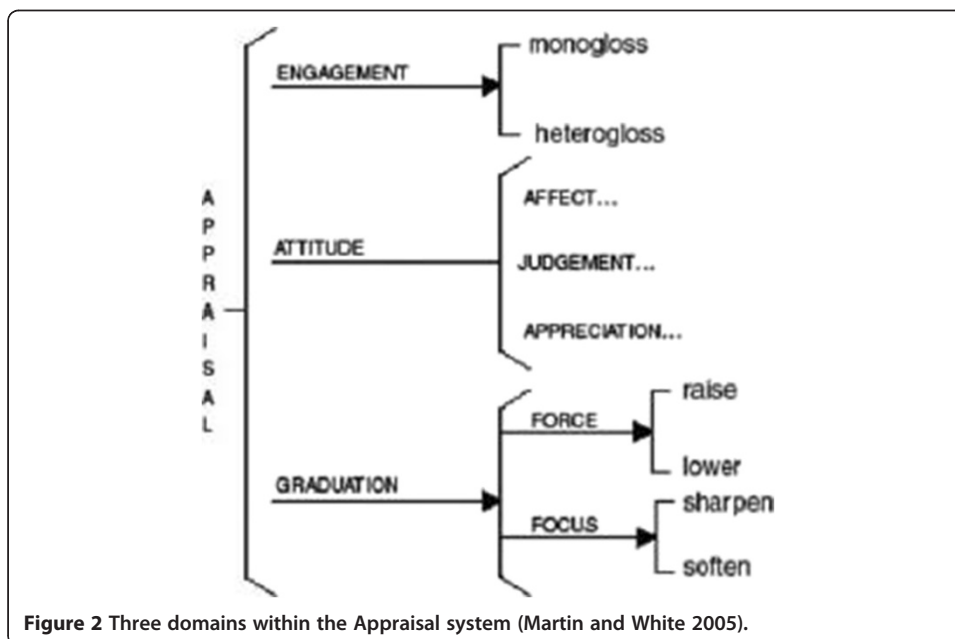 APPRAISAL
ENGAGEMENT
monogloss
heterogloss
ATTITUDE
AFFECT...
JUDGEMENT...
APPRECIATION...
GRADUATION
FORCE
raise
lower
FOCUS
sharpen
soften
Figure 2 Three domains within the Appraisal system (Martin and White 2005).